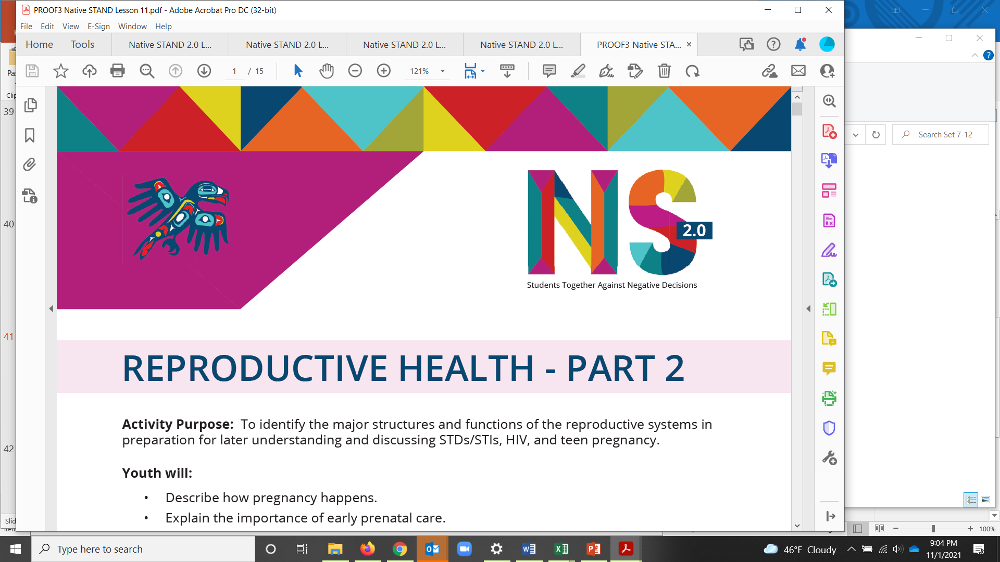 PROOF3 Native STAND Lesson 11.pdf - Adobe Acrobat Pro DC (32-bit)
File Edit View E-Sign Window Help
Home Tools Native STAND 2.0 L... Native STAND 2.0 L... Native STAND 2.0 L... Native STAND 2.0 L... PROOF3 Native STA... ×
1 / 15 121%
Clip
39
40
41
42
Search Set 7-12
NS
2.0
Students Together Against Negative Decisions
REPRODUCTIVE HEALTH - PART 2
Activity Purpose: To identify the major structures and functions of the reproductive systems in
preparation for later understanding and discussing STDs/STIs, HIV, and teen pregnancy.
Youth will:
• Describe how pregnancy happens.
• Explain the importance of early prenatal care.
Slid
100%
Type here to search
46°F Cloudy
9:04 PM
11/1/2021